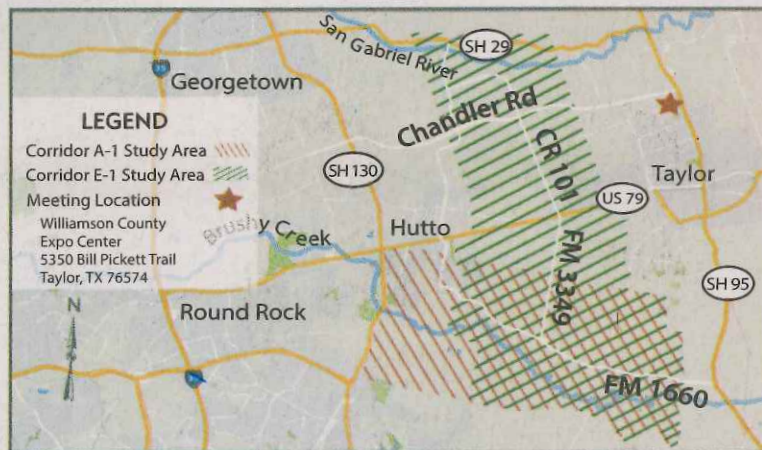 San Gabriel River
SH 29
35
Georgetown
Chandler Rd
LEGEND
Corridor A-1 Study Area
Corridor E-1 Study Area
Meeting Location
Williamson County
Expo Center
5350 Bill Pickett Trail
Taylor, TX 76574
SH 130
CR 101
Taylor
US 79
Brushy Creek
Hutto
FM 3349
SH 95
N
Round Rock
FM 1660